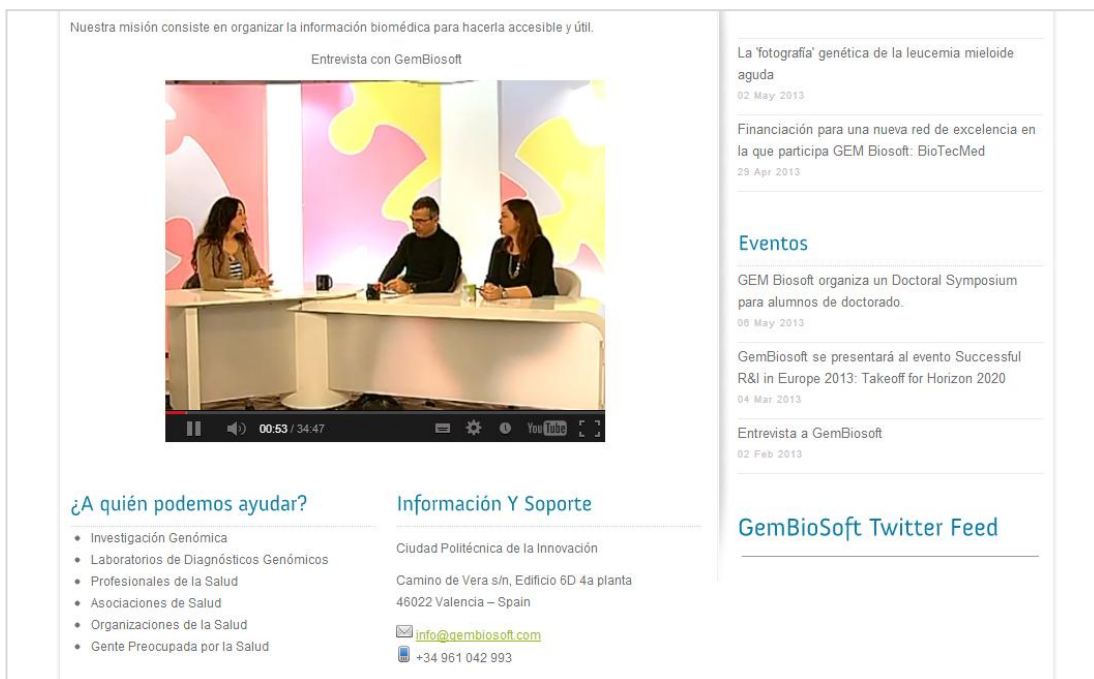 Nuestra misión consiste en organizar la información biomédica para hacerla accesible y útil.
Entrevista con GemBiosoft
00:53 / 34:47
YouTube
¿A quién podemos ayudar?
Investigación Genómica
Laboratorios de Diagnósticos Genómicos
Profesionales de la Salud
Asociaciones de Salud
Organizaciones de la Salud
Gente Preocupada por la Salud
Información Y Soporte
Ciudad Politécnica de la Innovación
Camino de Vera s/n, Edificio 6D 4a planta
46022 Valencia – Spain
info@gembiosoft.com
+34 961 042 993
La 'fotografía' genética de la leucemia mieloide
aguda
02 May 2013
Financiación para una nueva red de excelencia en
la que participa GEM Biosoft: BioTecMed
29 Apr 2013
Eventos
GEM Biosoft organiza un Doctoral Symposium
para alumnos de doctorado.
06 May 2013
GemBiosoft se presentará al evento Successful
R&I in Europe 2013: Takeoff for Horizon 2020
04 Mar 2013
Entrevista a GemBiosoft
02 Feb 2013
GemBioSoft Twitter Feed